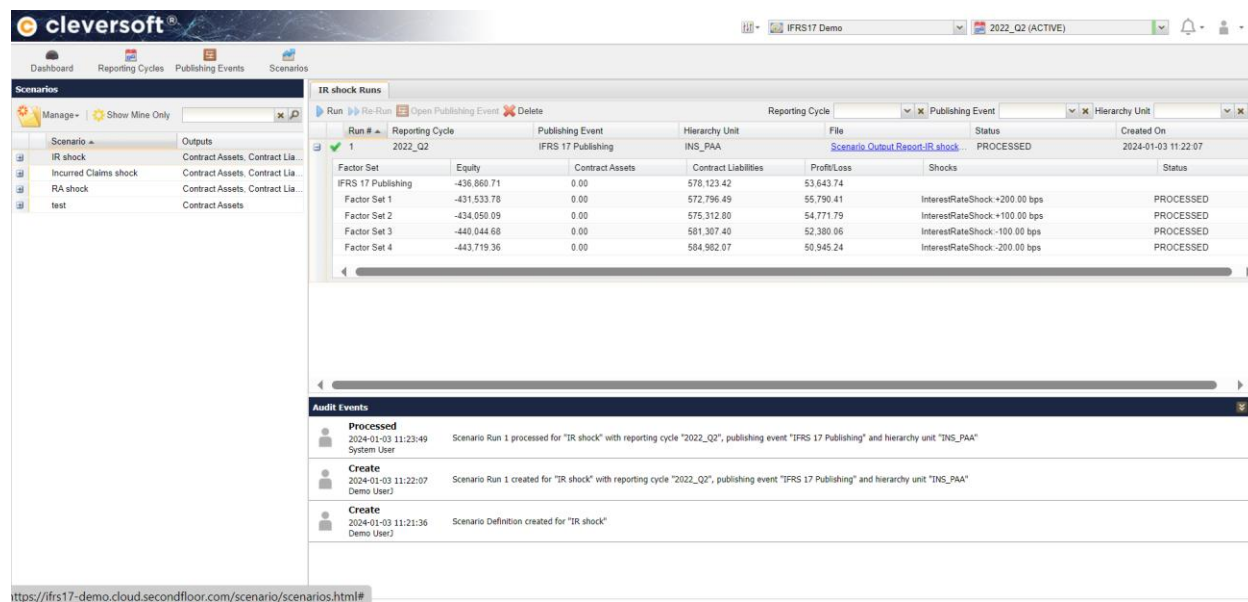 cleversoft®
IFRS17 Demo
2022_Q2 (ACTIVE)
Dashboard Reporting Cycles Publishing Events Scenarios
Scenarios
Manage Show Mine Only
Scenario Outputs
IR shock Contract Assets, Contract Lia...
Incurred Claims shock Contract Assets, Contract Lia...
RA shock Contract Assets, Contract Lia...
test Contract Assets
IR shock Runs
Run Re-Run Open Publishing Event Delete Reporting Cycle Publishing Event Hierarchy Unit
Run # Reporting Cycle Publishing Event Hierarchy Unit File Status Created On
1 2022_Q2 IFRS 17 Publishing INS_PAA Scenario Output Report-IR shock... PROCESSED 2024-01-03 11:22:07
Factor Set Equity Contract Assets Contract Liabilities Profit/Loss Shocks Status
IFRS 17 Publishing -436,860.71 0.00 578,123.42 53,643.74
Factor Set 1 -431,533.78 0.00 572,796.49 55,790.41 InterestRateShock:+200.00 bps PROCESSED
Factor Set 2 -434,050.09 0.00 575,312.80 54,771.79 InterestRateShock:+100.00 bps PROCESSED
Factor Set 3 -440,044.68 0.00 581,307.40 52,380.06 InterestRateShock:-100.00 bps PROCESSED
Factor Set 4 -443,719.36 0.00 584,982.07 50,945.24 InterestRateShock:-200.00 bps PROCESSED
Audit Events
Processed
2024-01-03 11:23:49 Scenario Run 1 processed for "IR shock" with reporting cycle "2022_Q2", publishing event "IFRS 17 Publishing" and hierarchy unit "INS_PAA"
System User
Create
2024-01-03 11:22:07 Scenario Run 1 created for "IR shock" with reporting cycle "2022_Q2", publishing event "IFRS 17 Publishing" and hierarchy unit "INS_PAA"
Demo UserJ
Create
2024-01-03 11:21:36 Scenario Definition created for "IR shock"
Demo UserJ
ttps://ifrs17-demo.cloud.secondfloor.com/scenario/scenarios.html#